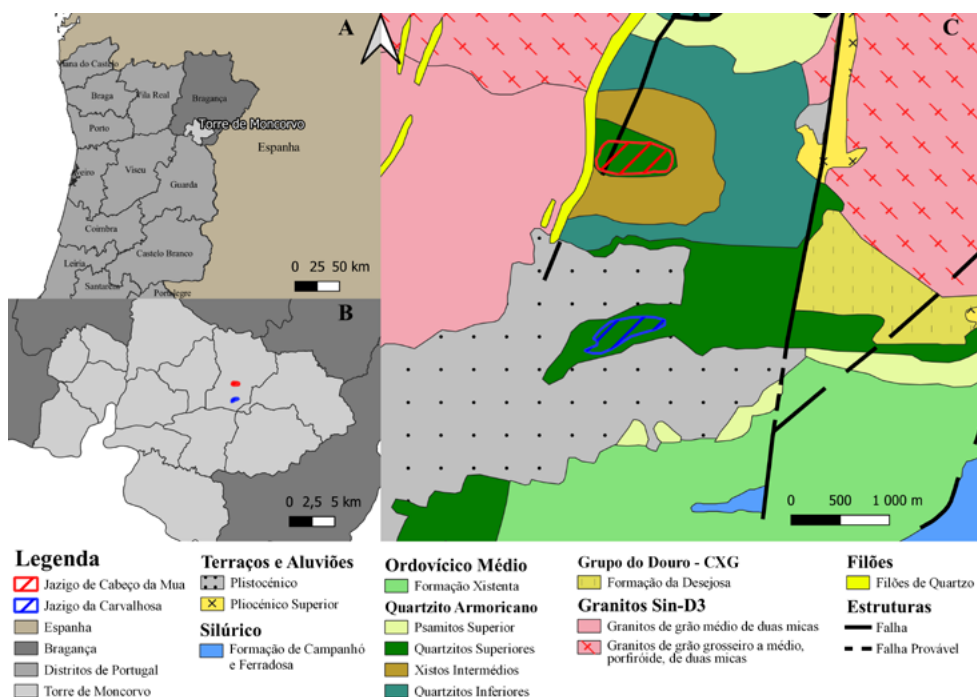 A
Viana do Castelo
Braga
Vila Real
Bragança
Porto
Torre de Moncorvo
Espanha
Viseu
Guarda
Coimbra
Castelo Branco
Leiria
Santarém
Portalegre
0 25 50 km
B
0 2,5 5 km
C
0 500 1 000 m
Legenda
Jazigo de Cabeço da Mua
Jazigo da Carvalhosa
Espanha
Bragança
Distritos de Portugal
Torre de Moncorvo
Terraços e Aluviões
Plistocénico
Pliocénico Superior
Silúrico
Formação de Campanhó
e Ferradosa
Ordovícico Médio
Formação Xistenta
Quartzito Armoricano
Psamitos Superior
Quartzitos Superiores
Xistos Intermédios
Quartzitos Inferiores
Grupo do Douro - CXG
Formação da Desejosa
Granitos Sin-D3
Granitos de grão médio de duas micas
Granitos de grão grosseiro a médio,
porfiróide, de duas micas
Filões
Filões de Quartzo
Estruturas
Falha
Falha Provável